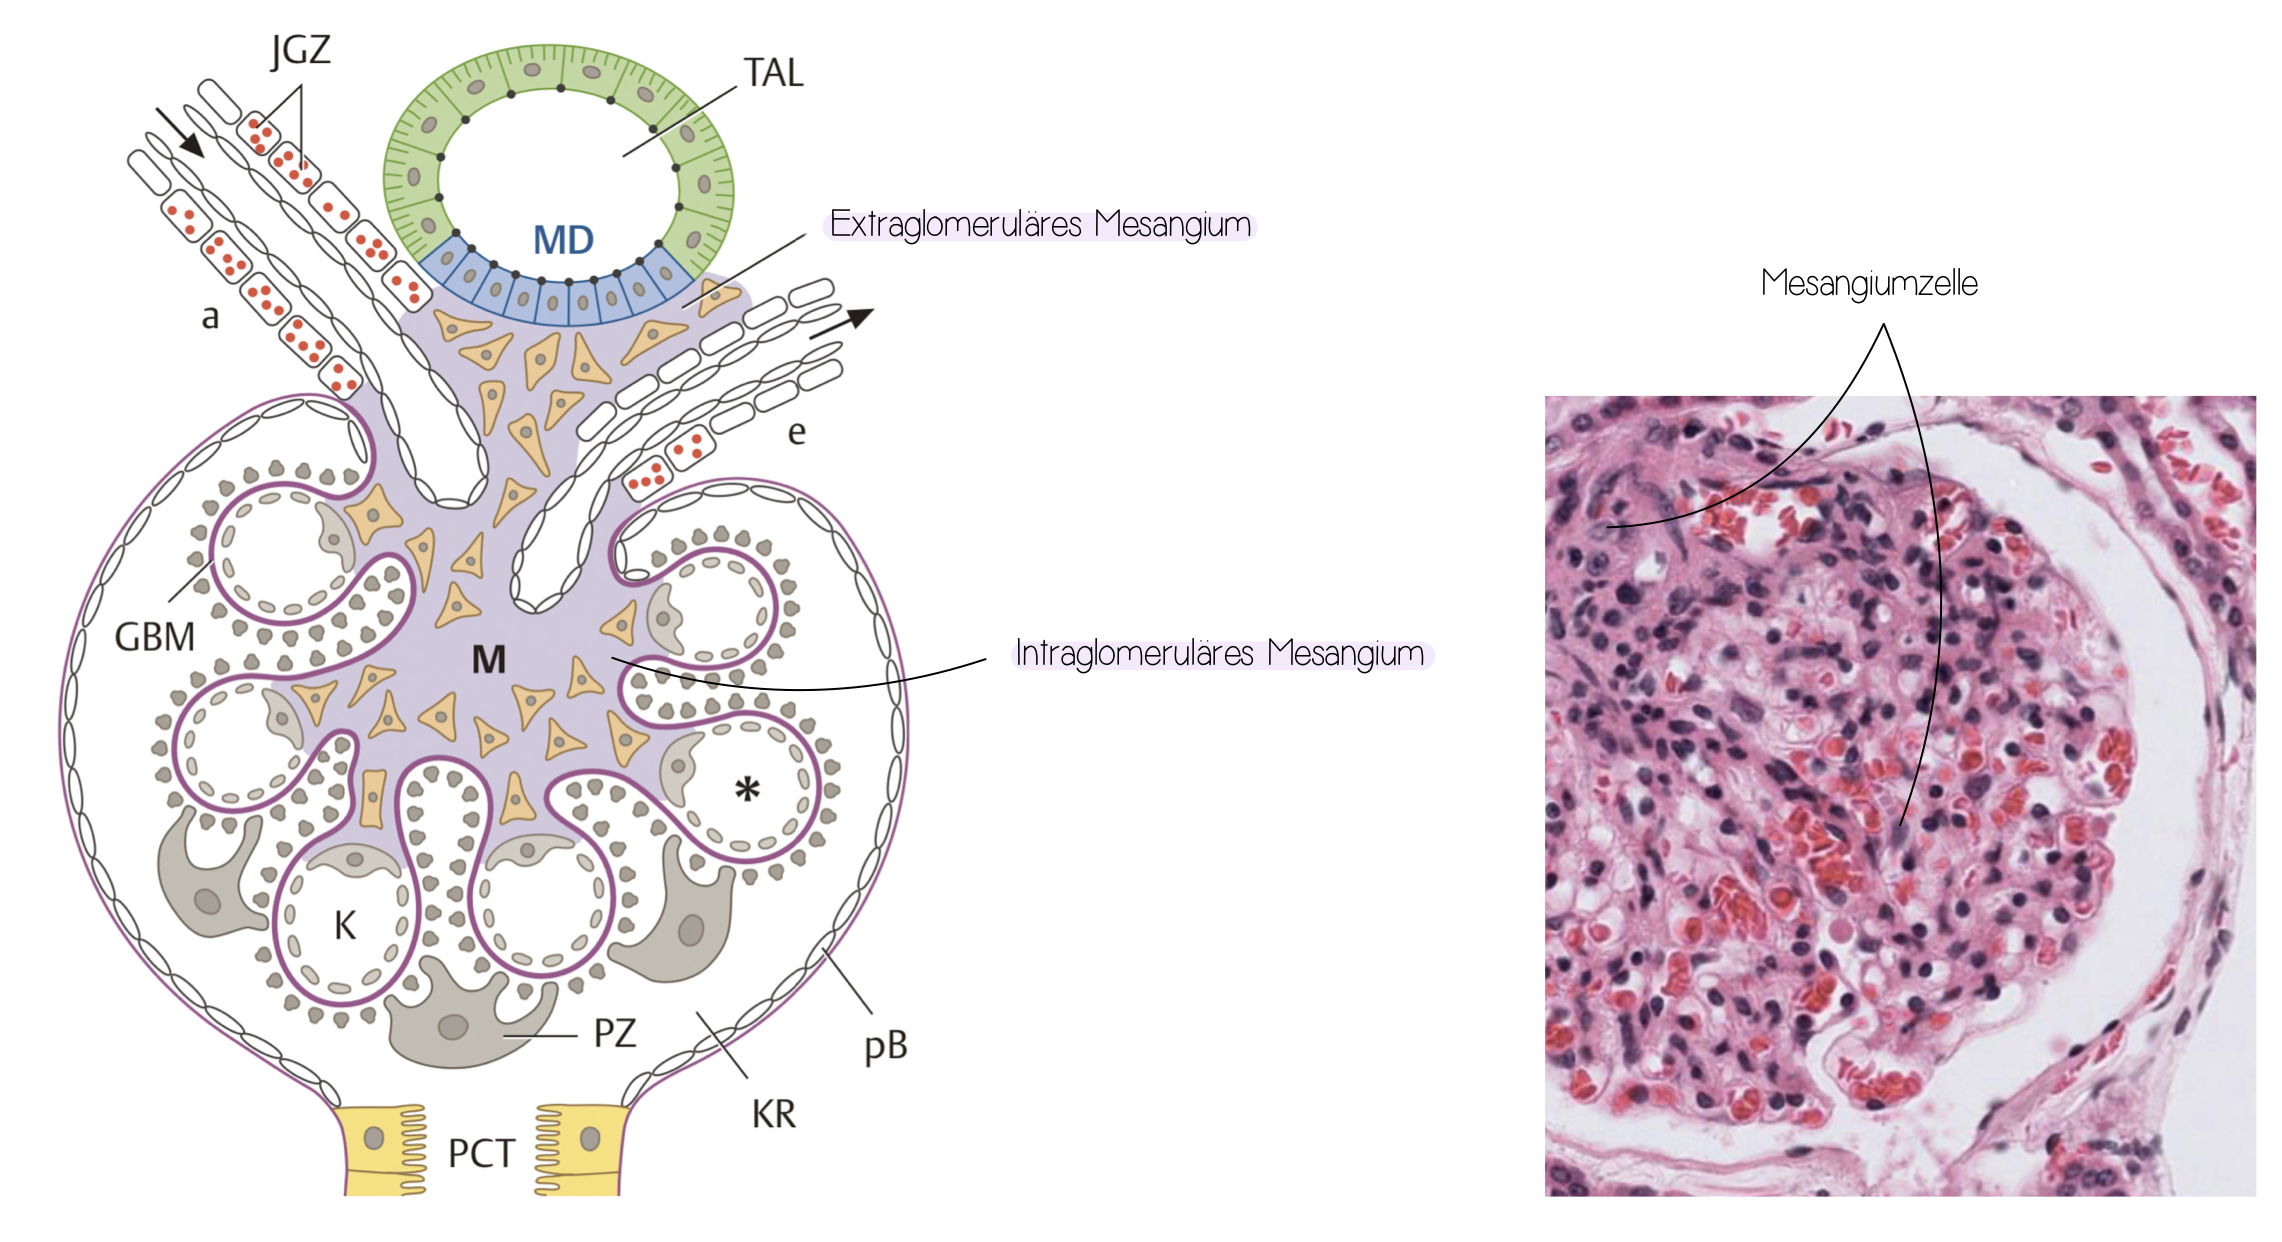 JGZ
TAL
MD
Extraglomeruläres Mesangium
Mesangiumzelle
a
e
GBM
M
Intraglomeruläres Mesangium
*
K
PZ
pB
KR
PCT